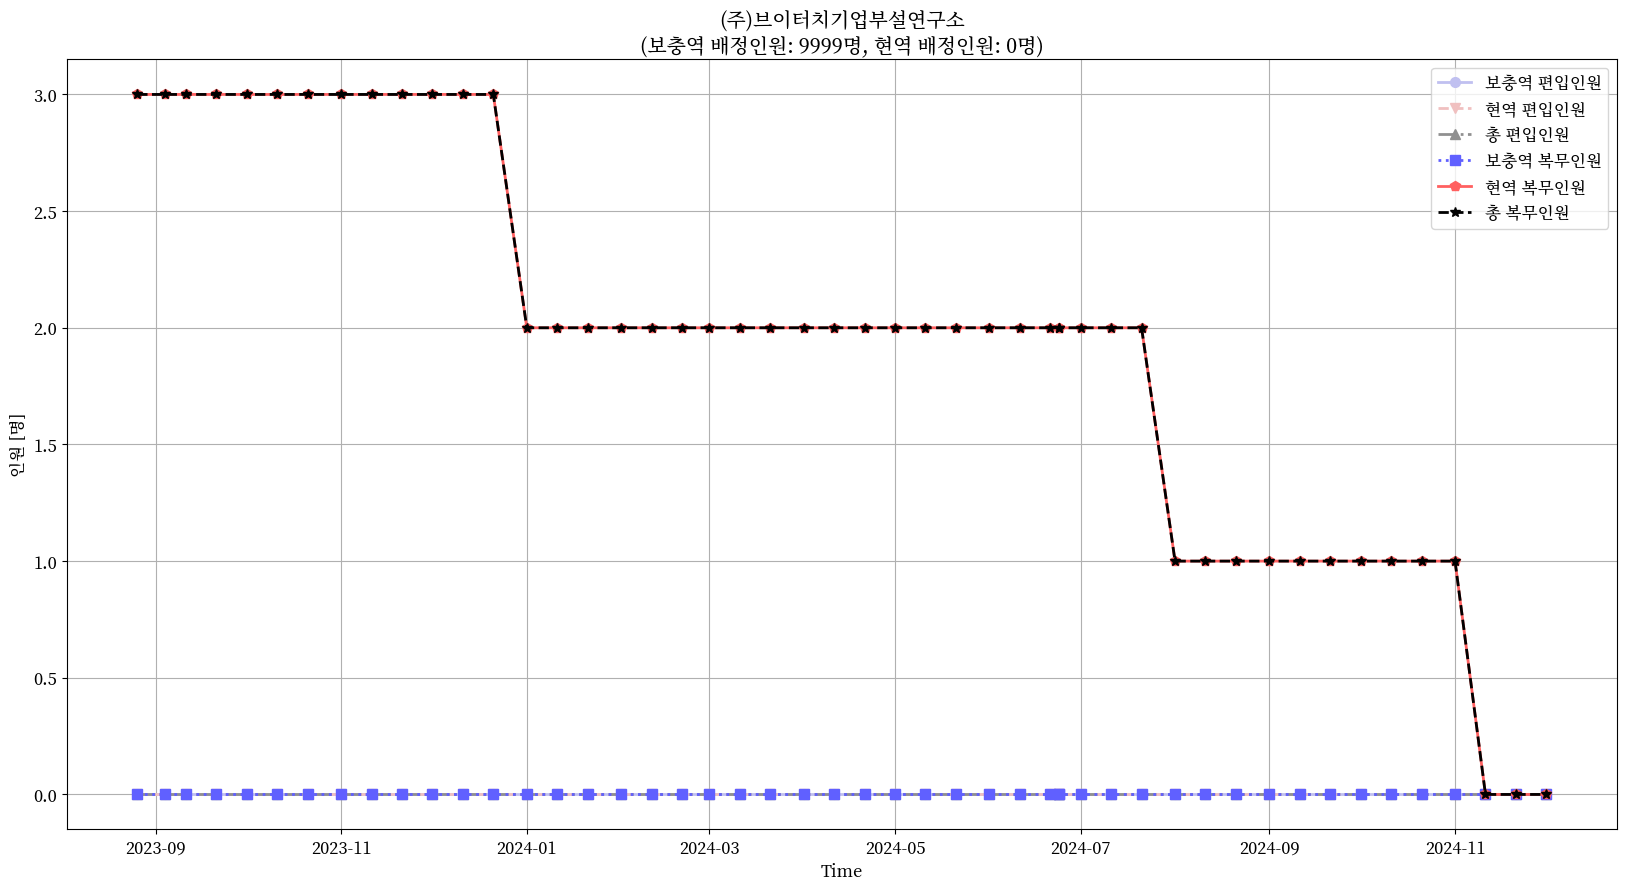 (주)브이터치기업부설연구소
(보충역 배정인원: 9999명, 현역 배정인원: 0명)
보충역 편입인원
현역 편입인원
총 편입인원
보충역 복무인원
현역 복무인원
총 복무인원
3.0
2.5
2.0
1.5
1.0
0.5
0.0
인원 [명]
2023-09
2023-11
2024-01
2024-03
2024-05
2024-07
2024-09
2024-11
Time